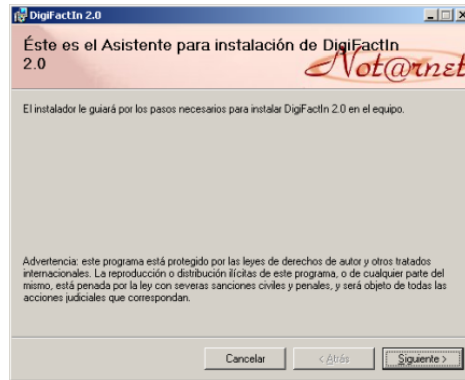 DigiFactIn 2.0
Éste es el Asistente para instalación de DigiFactIn
2.0
Not@rnet
El instalador le guiará por los pasos necesarios para instalar DigiFactIn 2.0 en el equipo.
Advertencia: este programa está protegido por las leyes de derechos de autor y otros tratados
internacionales. La reproducción o distribución ilícitas de este programa, o de cualquier parte del
mismo, está penada por la ley con severas sanciones civiles y penales, y será objeto de todas las
acciones judiciales que correspondan.
Cancelar
< Atrás
Siguiente >